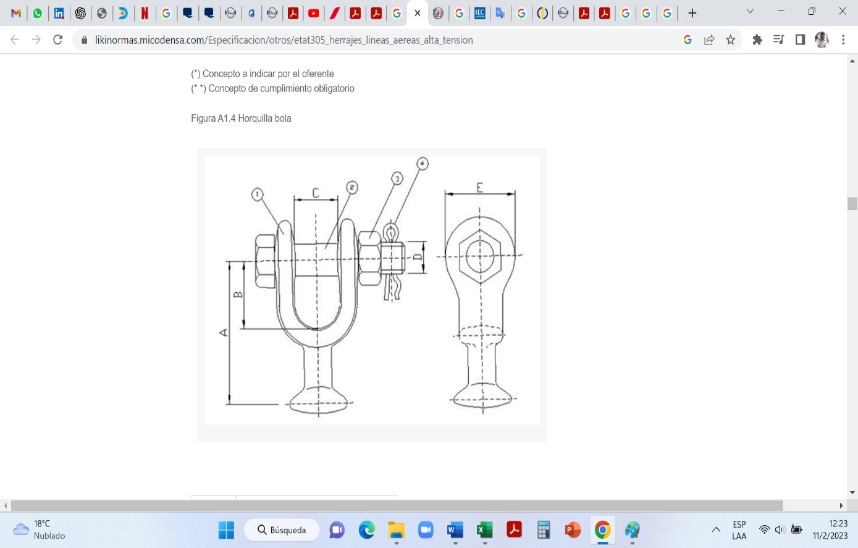 likinormas.micodensa.com/Especificacion/otros/etat305_herrajes_lineas_aereas_alta_tension
(*) Concepto a indicar por el oferente
(* *) Concepto de cumplimiento obligatorio
Figura A1.4 Horquilla bola
1
C
2
3
4
E
D
B
A
18°C
Nublado
Búsqueda
ESP
LAA
12:23
11/2/2023